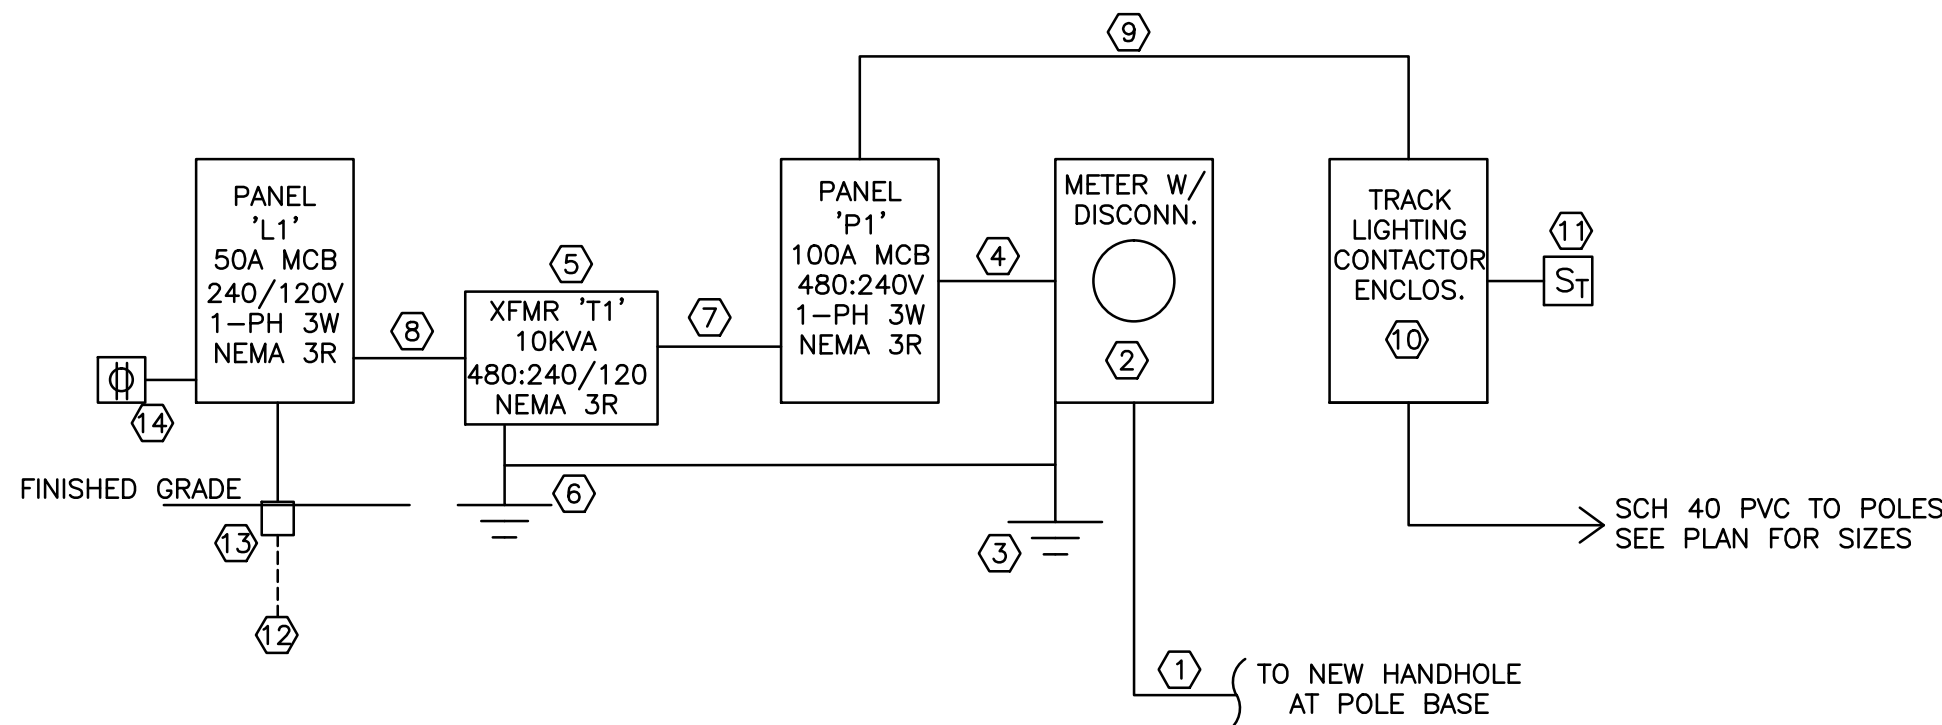 9
PANEL
'L1'
50A MCB
240/120V
1-PH 3W
NEMA 3R
14
8
5
XFMR 'T1'
10KVA
480:240/120
NEMA 3R
7
PANEL
'P1'
100A MCB
480:240V
1-PH 3W
NEMA 3R
4
METER W/
DISCONN.
2
TRACK
LIGHTING
CONTACTOR
ENCLOS.
10
11
ST
FINISHED GRADE
13
12
6
3
SCH 40 PVC TO POLES
SEE PLAN FOR SIZES
1
TO NEW HANDHOLE
AT POLE BASE